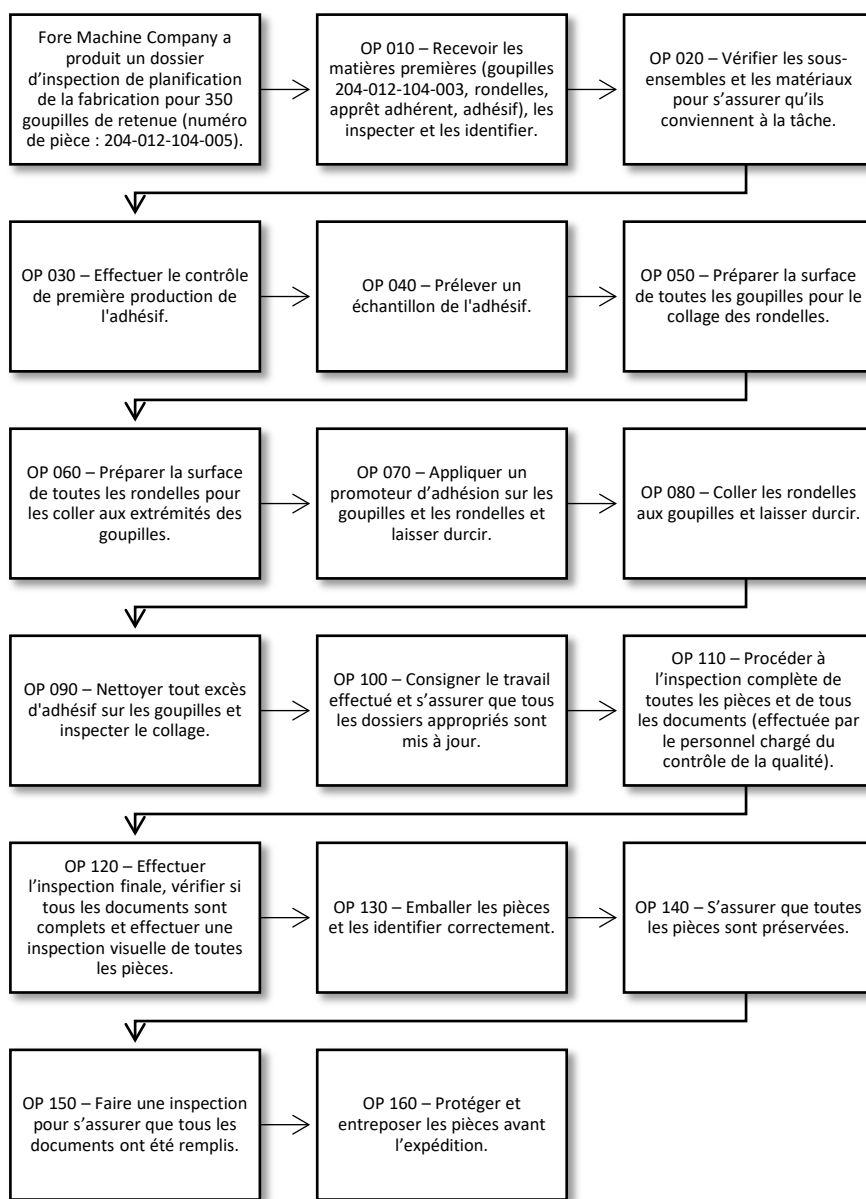 Fore Machine Company a
produit un dossier
d’inspection de planification
de la fabrication pour 350
goupilles de retenue (numéro
de pièce : 204-012-104-005).
OP 010 – Recevoir les
matières premières (goupilles
204-012-104-003, rondelles,
apprêt adhérent, adhésif), les
inspecter et les identifier.
OP 020 – Vérifier les sous-
ensembles et les matériaux
pour s’assurer qu’ils
conviennent à la tâche.
OP 030 – Effectuer le contrôle
de première production de
l'adhésif.
OP 040 – Prélever un
échantillon de l'adhésif.
OP 050 – Préparer la surface
de toutes les goupilles pour le
collage des rondelles.
OP 060 – Préparer la surface
de toutes les rondelles pour
les coller aux extrémités des
goupilles.
OP 070 – Appliquer un
promoteur d’adhésion sur les
goupilles et les rondelles et
laisser durcir.
OP 080 – Coller les rondelles
aux goupilles et laisser durcir.
OP 090 – Nettoyer tout excès
d'adhésif sur les goupilles et
inspecter le collage.
OP 100 – Consigner le travail
effectué et s’assurer que tous
les dossiers appropriés sont
mis à jour.
OP 110 – Procéder à
l’inspection complète de
toutes les pièces et de tous
les documents (effectuée par
le personnel chargé du
contrôle de la qualité).
OP 120 – Effectuer
l’inspection finale, vérifier si
tous les documents sont
complets et effectuer une
inspection visuelle de toutes
les pièces.
OP 130 – Emballer les pièces
et les identifier correctement.
OP 140 – S’assurer que toutes
les pièces sont préservées.
OP 150 – Faire une inspection
pour s’assurer que tous les
documents ont été remplis.
OP 160 – Protéger et
entreposer les pièces avant
l’expédition.